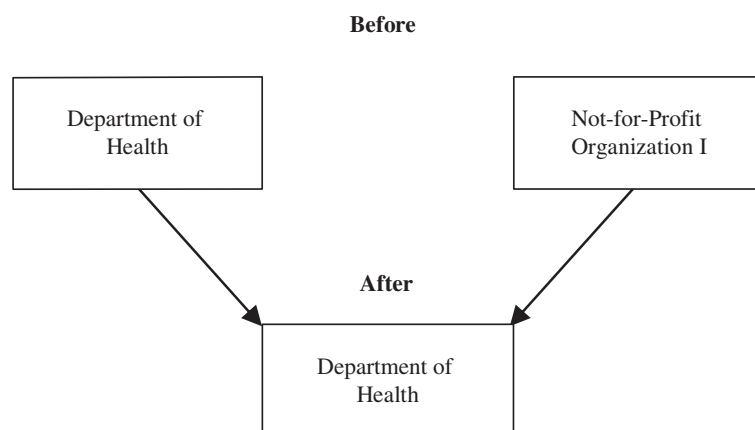 Before
Department of
Health
Not-for-Profit
Organization I
After
Department of
Health